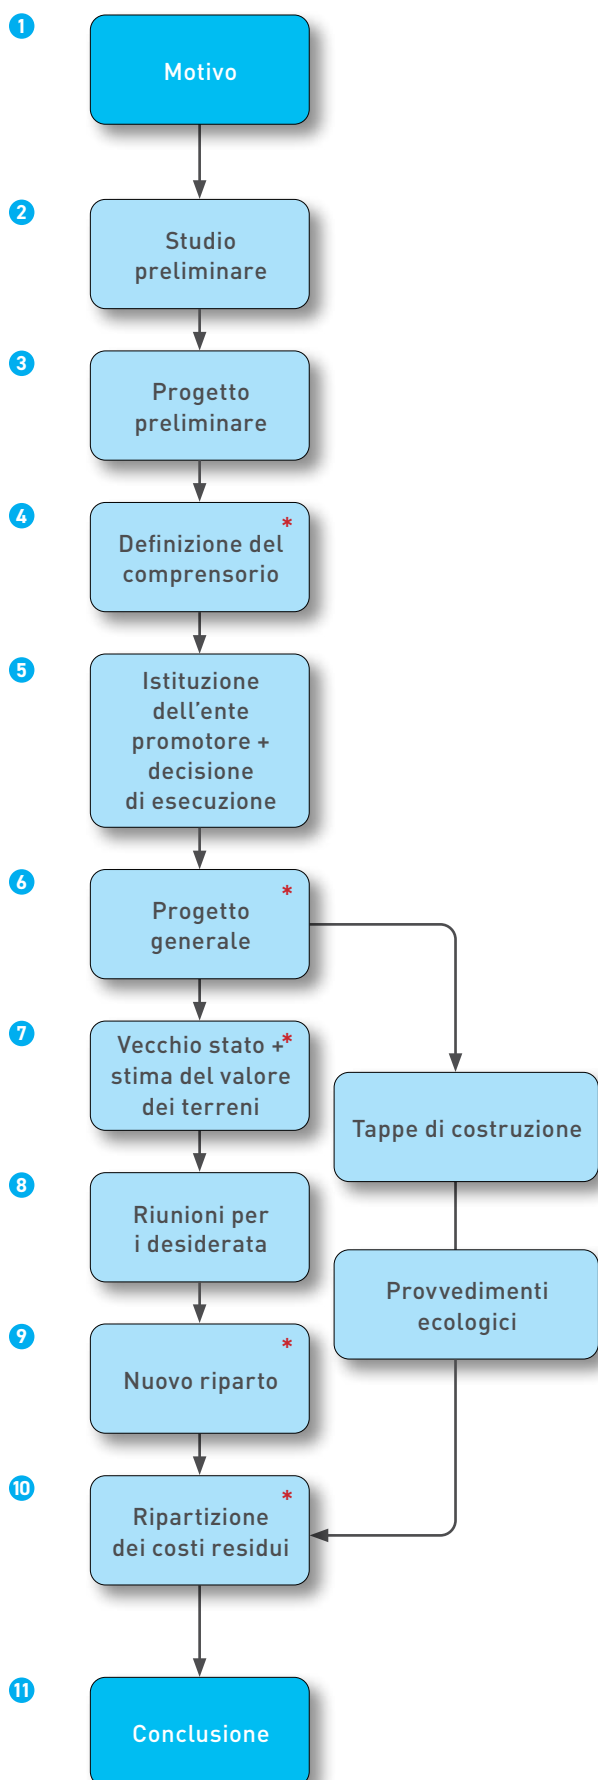 1
Motivo
2
Studio
preliminare
3
Progetto
preliminare
4
*
Definizione del
comprensorio
5
Istituzione
dell’ente
promotore +
decisione
di esecuzione
6
*
Progetto
generale
7
Vecchio stato +*
stima del valore
dei terreni
Tappe di costruzione
8
Riunioni per
i desiderata
Provvedimenti
ecologici
9
*
Nuovo riparto
10
*
Ripartizione
dei costi residui
11
Conclusione